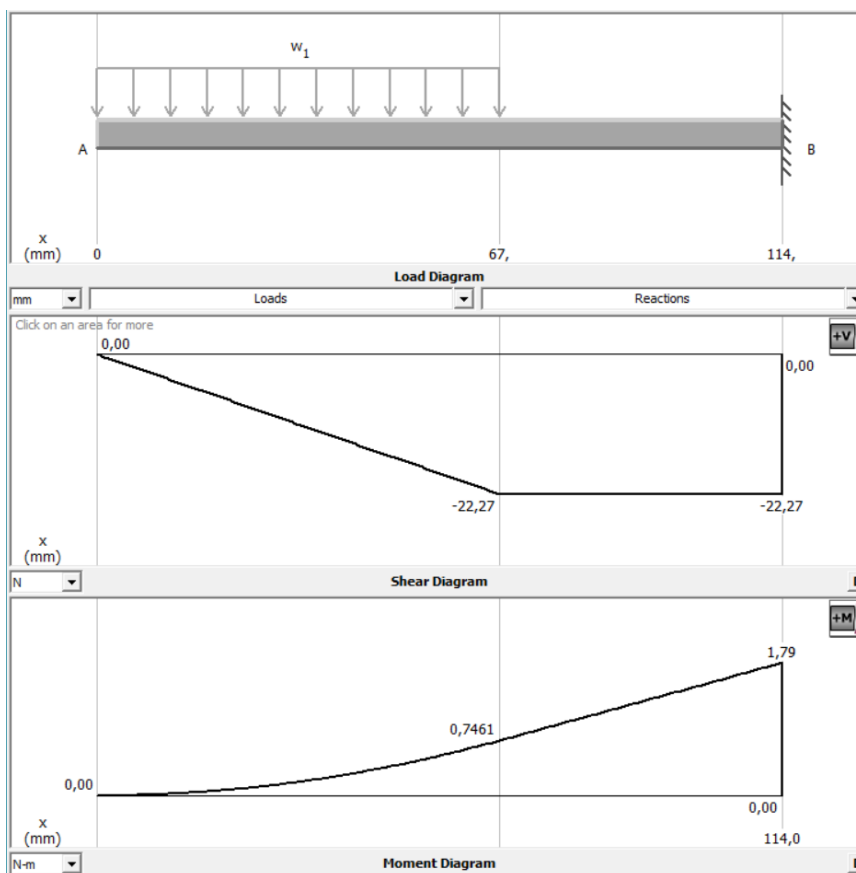 w1
A
B
x
(mm)
0
67,
114,
Load Diagram
mm
Loads
Reactions
Click on an area for more
+V
0,00
0,00
-22,27
-22,27
x
(mm)
N
Shear Diagram
+M
1,79
0,7461
0,00
0,00
x
(mm)
114,0
N-m
Moment Diagram